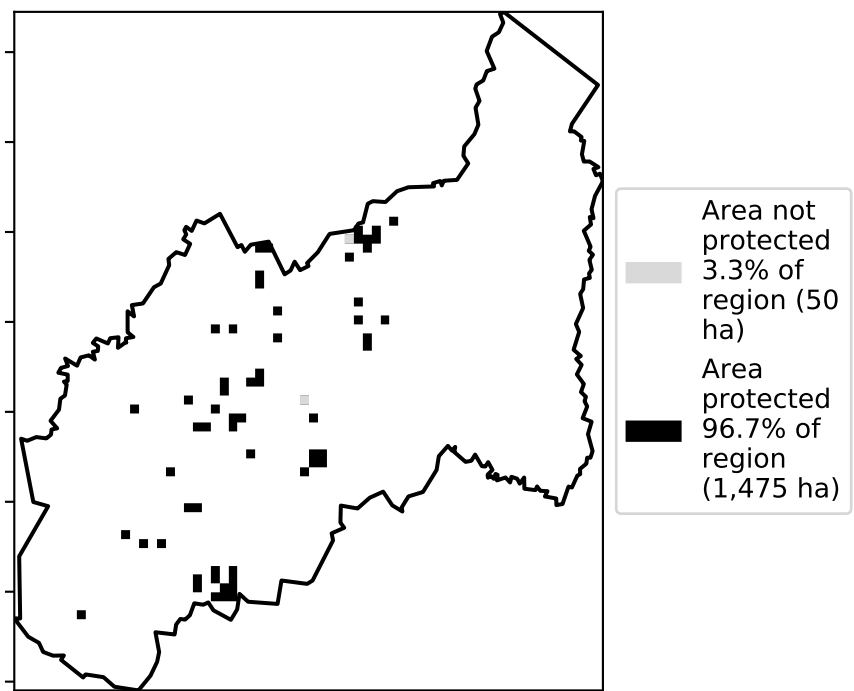 Area not
protected
3.3% of
region (50
ha)
Area
protected
96.7% of
region
(1,475 ha)